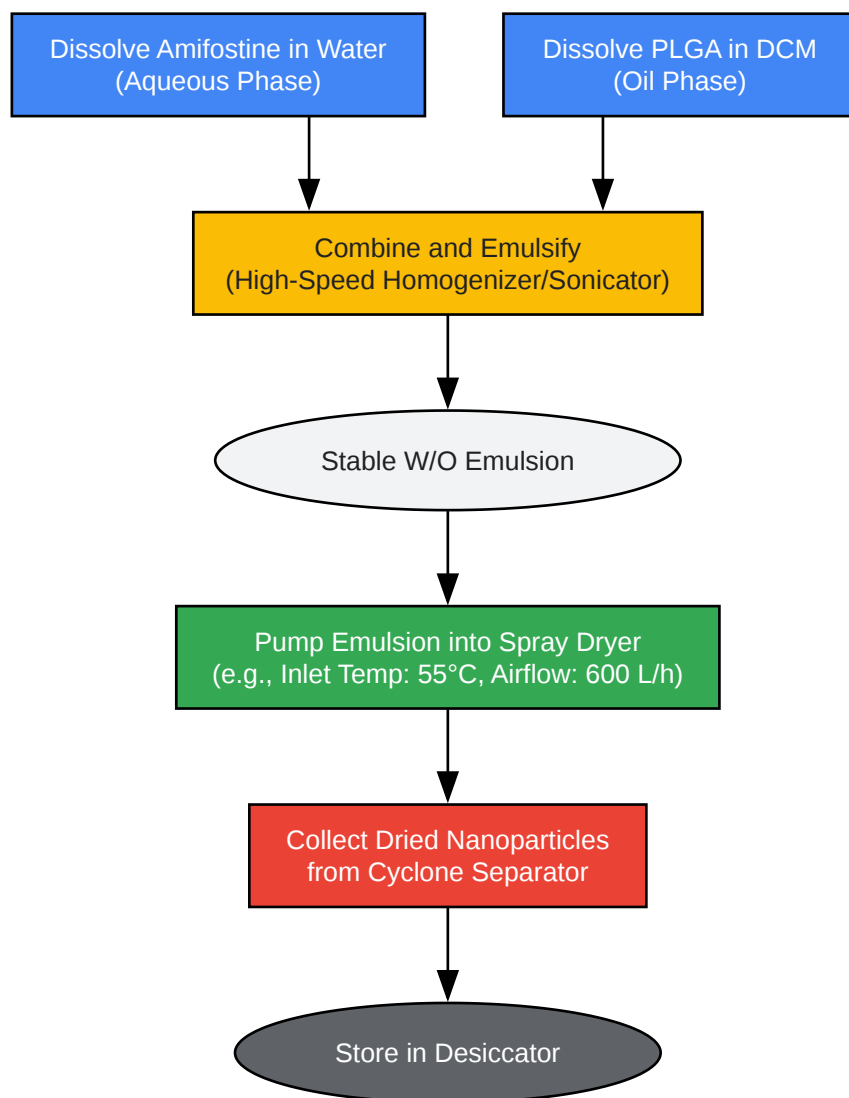 Dissolve Amifostine in Water
(Aqueous Phase)
Dissolve PLGA in DCM
(Oil Phase)
Combine and Emulsify
(High-Speed Homogenizer/Sonicator)
Stable W/O Emulsion
Pump Emulsion into Spray Dryer
(e.g., Inlet Temp: 55°C, Airflow: 600 L/h)
Collect Dried Nanoparticles
from Cyclone Separator
Store in Desiccator